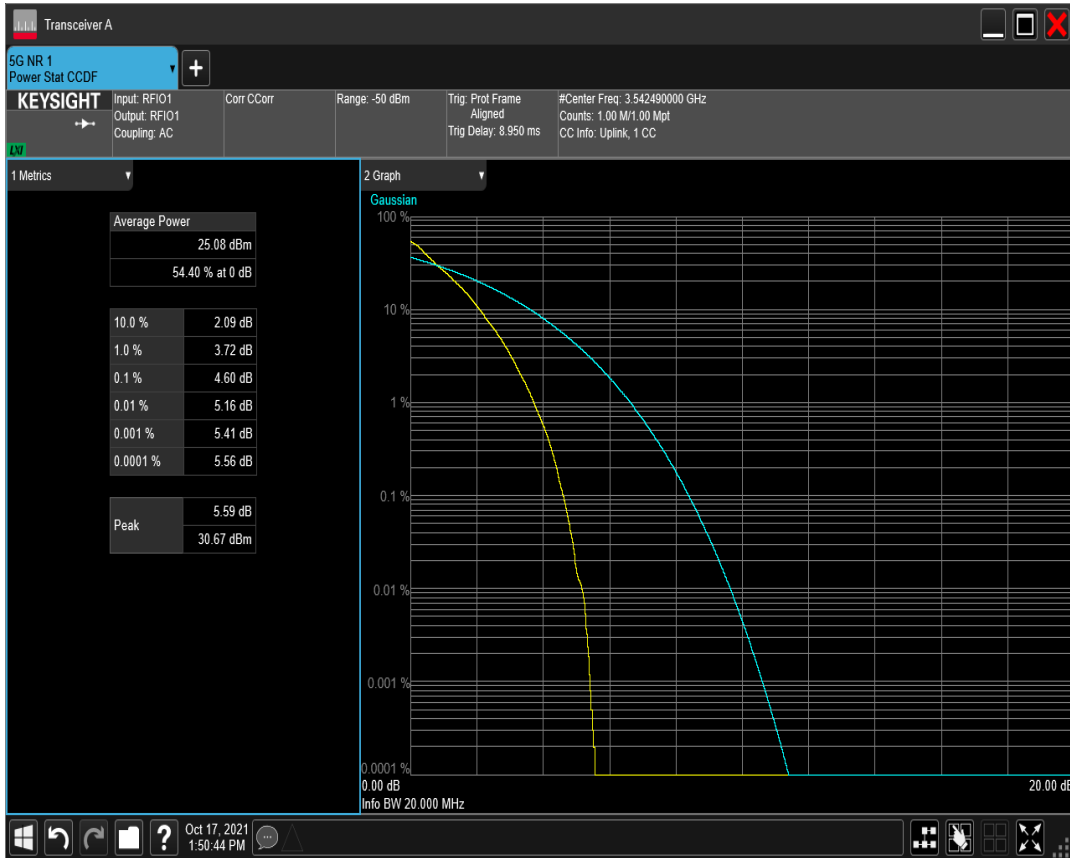 Transceiver A
5G NR 1
Power Stat CCDF
KEYSIGHT
LXI
Input: RFIO1
Output: RFIO1
Coupling: AC
Corr CCorr
Range: -50 dBm
Trig: Prot Frame
Aligned
Trig Delay: 8.950 ms
#Center Freq: 3.542490000 GHz
Counts: 1.00 M/1.00 Mpt
CC Info: Uplink, 1 CC
1 Metrics
Average Power
25.08 dBm
54.40 % at 0 dB
10.0 % 2.09 dB
1.0 % 3.72 dB
0.1 % 4.60 dB
0.01 % 5.16 dB
0.001 % 5.41 dB
0.0001 % 5.56 dB
Peak
5.59 dB
30.67 dBm
2 Graph
Gaussian
100 %
10 %
1 %
0.1 %
0.01 %
0.001 %
0.0001 %
0.00 dB 20.00 dB
Info BW 20.000 MHz
Oct 17, 2021
1:50:44 PM